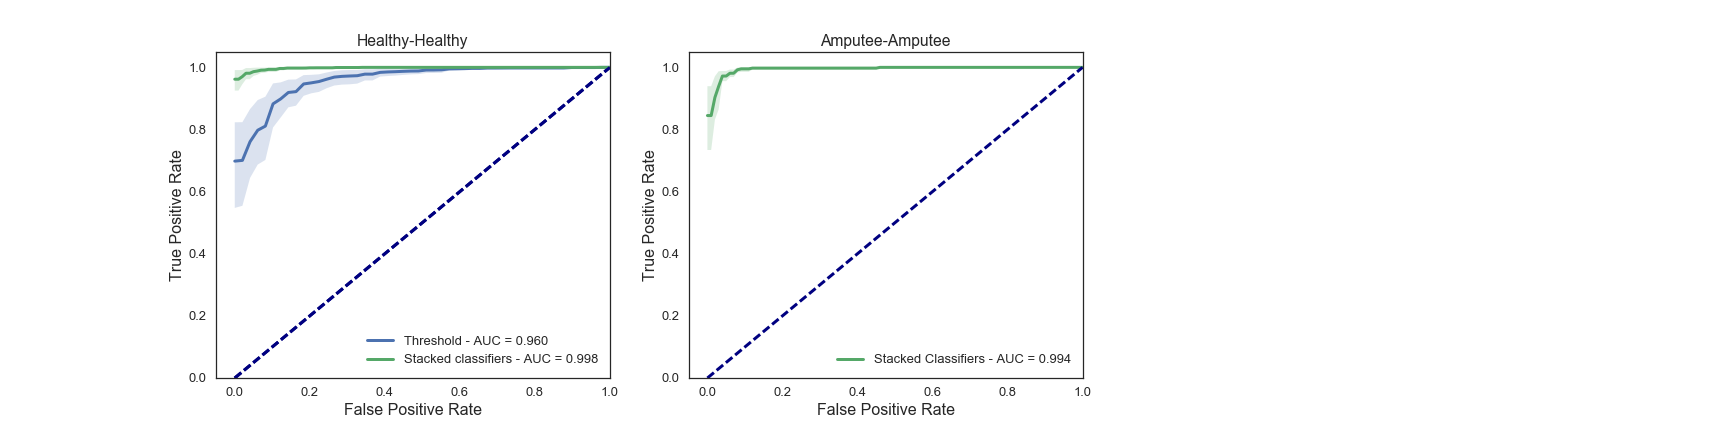 Healthy-Healthy
True Positive Rate
1.0
0.8
0.6
0.4
0.2
0.0
Threshold - AUC = 0.960
Stacked classifiers - AUC = 0.998
0.0 0.2 0.4 0.6 0.8 1.0
False Positive Rate
Amputee-Amputee
True Positive Rate
1.0
0.8
0.6
0.4
0.2
0.0
Stacked Classifiers - AUC = 0.994
0.0 0.2 0.4 0.6 0.8 1.0
False Positive Rate